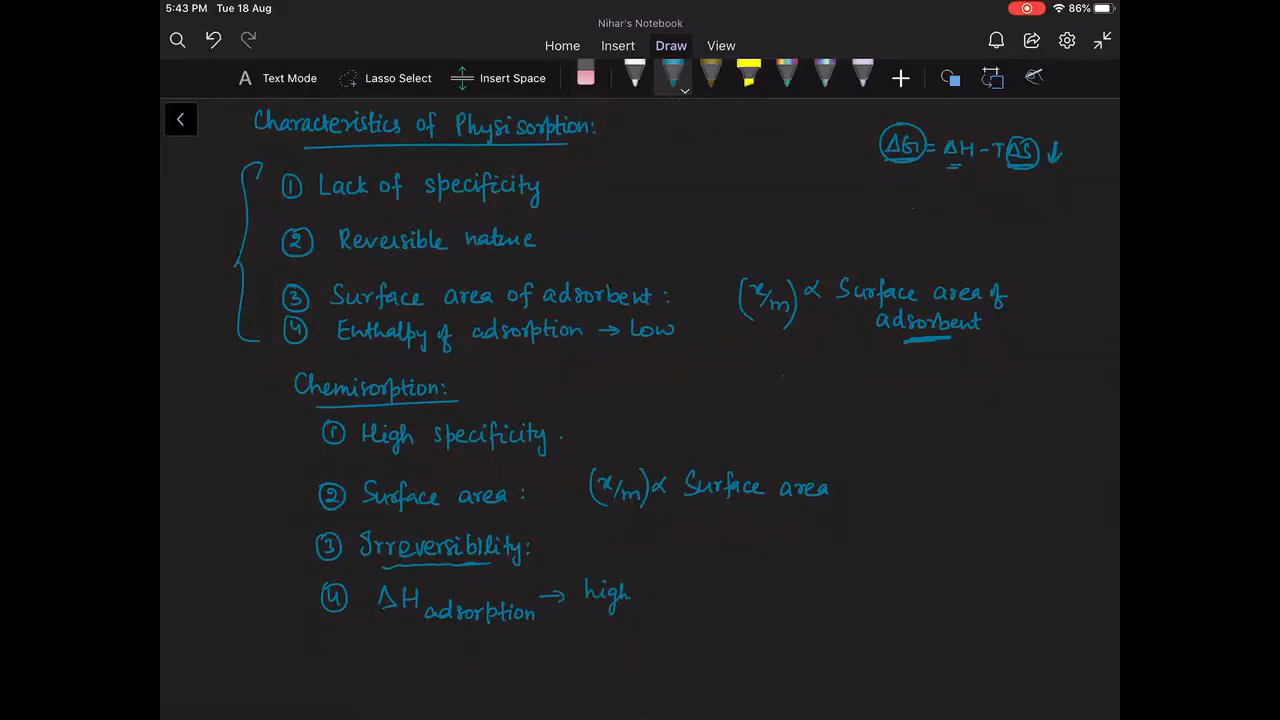 5:43 PM Tue 18 Aug
86%
Nihar's Notebook
Home Insert Draw View
Text Mode Lasso Select Insert Space
Characteristics of Physisorption:
ΔG = ΔH - TΔS ↓
① Lack of specificity
② Reversible nature
③ Surface area of adsorbent : (x/m) ∝ Surface area of
adsorbent
④ Enthalpy of adsorption → Low
Chemisorption:
① High specificity.
② Surface area : (x/m) ∝ Surface area
③ Irreversibility:
④ ΔH adsorption → high